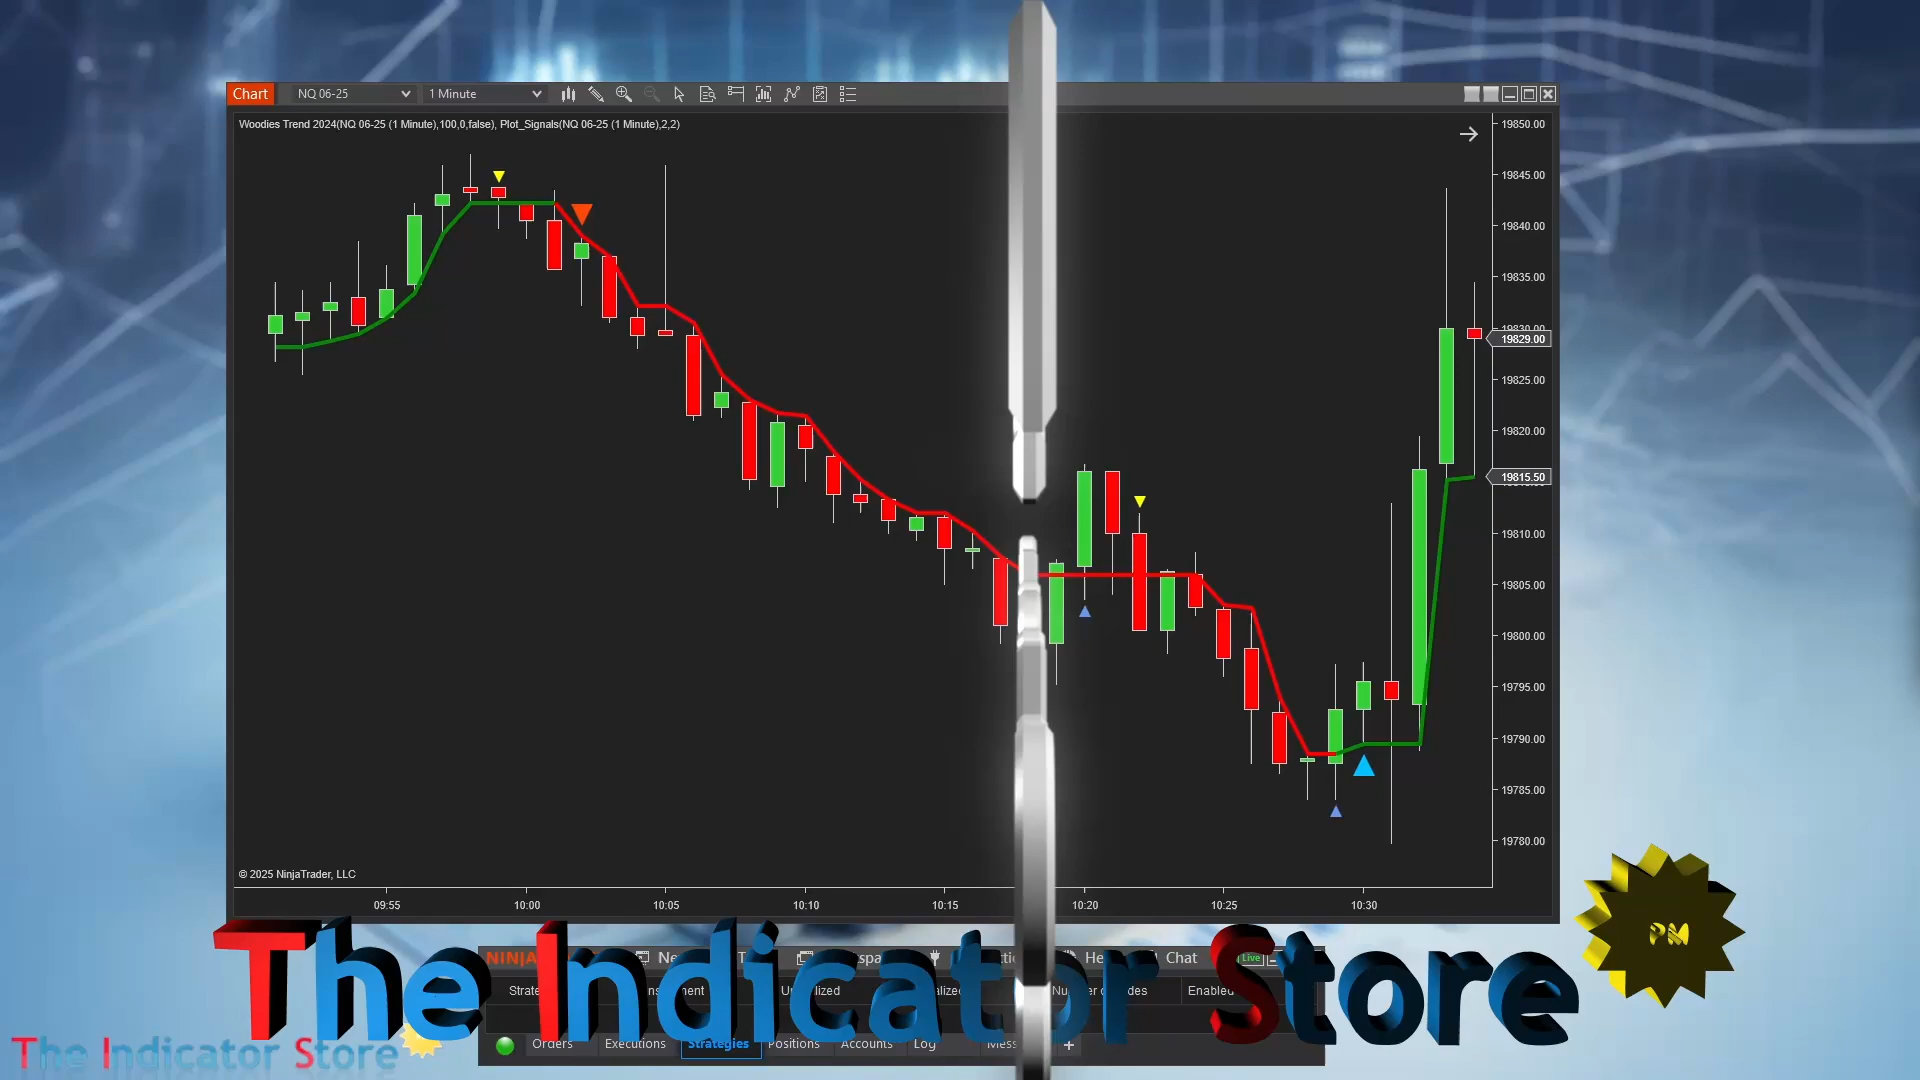 Chart NQ 06-25 1 Minute
Woodies Trend 2024(NQ 06-25 (1 Minute),100,0,false), Plot_Signals(NQ 06-25 (1 Minute),2,2)
19850.00
19845.00
19840.00
19835.00
19830.00
19829.00
19825.00
19820.00
19815.50
19810.00
19805.00
19800.00
19795.00
19790.00
19785.00
19780.00
© 2025 NinjaTrader, LLC
09:55 10:00 10:05 10:10 10:15 10:20 10:25 10:30
PM
The Indicator Store
Chat Live
Enabled
Orders Executions Strategies Positions Accounts Log +
The Indicator Store